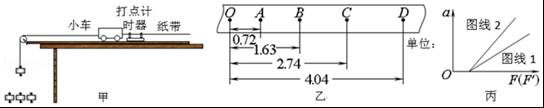 小车
打点计
时器
纸带
甲
O A B C D
0.72
1.63
单位:
2.74
4.04
乙
a
图线 2
图线 1
O
F(F′)
丙